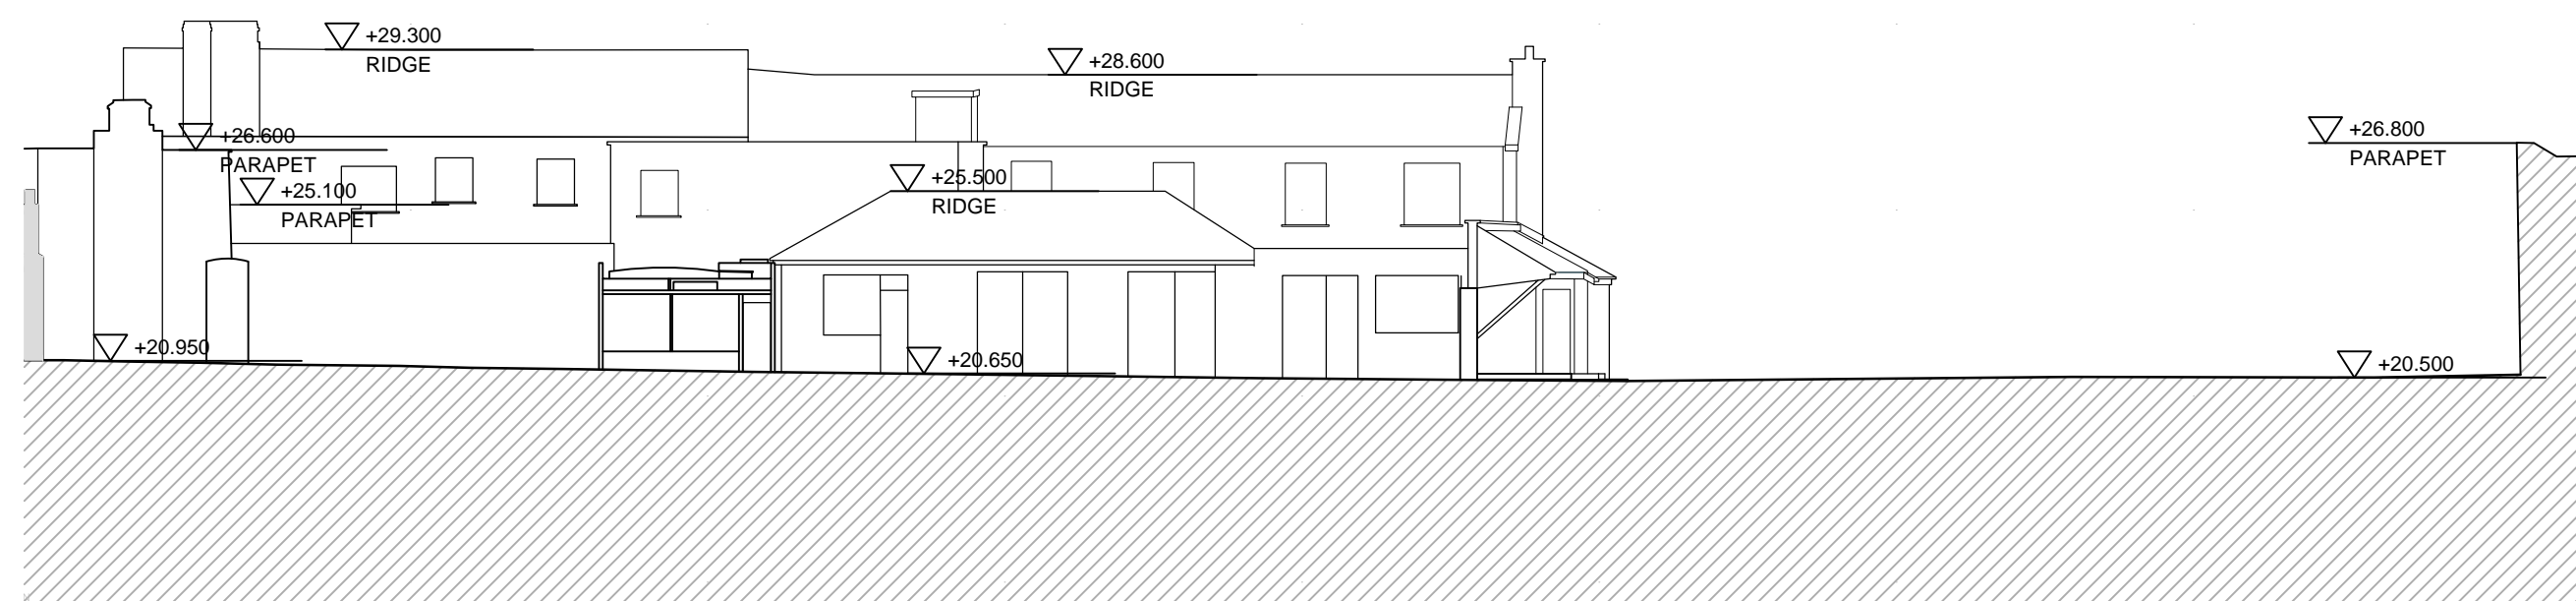 +29.300
RIDGE
+28.600
RIDGE
+26.600
PARAPET
+26.800
PARAPET
+25.100
PARAPET
+25.500
RIDGE
+20.950
+20.650
+20.500